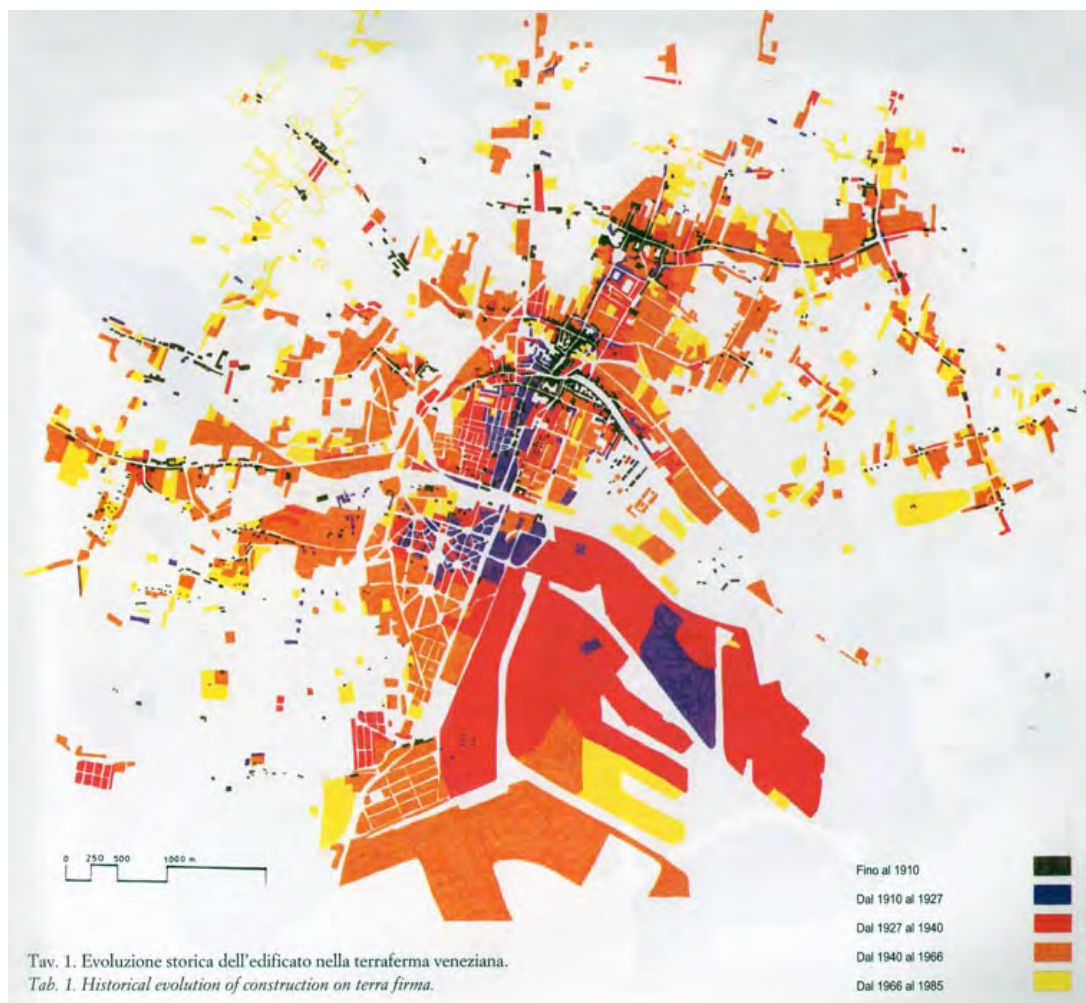 0 250 500 1000 m
Fino al 1910
Dal 1910 al 1927
Dal 1927 al 1940
Dal 1940 al 1966
Dal 1966 al 1985
Tav. 1. Evoluzione storica dell'edificato nella terraferma veneziana.
Tab. 1. Historical evolution of construction on terra firma.